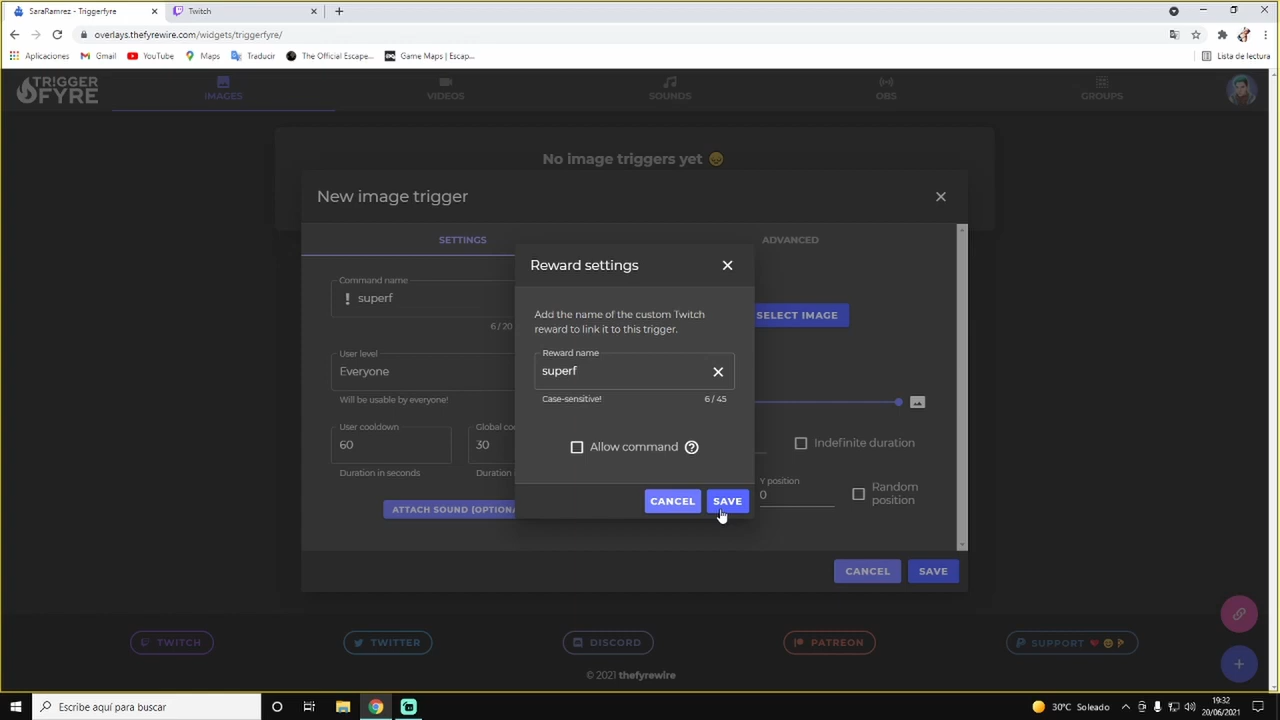 SaraRamrez - Triggerfyre
Twitch
overlays.thefyrewire.com/widgets/triggerfyre/
Aplicaciones
Gmail
YouTube
Maps
Traducir
The Official Escape...
Game Maps | Escap...
Lista de lectura
TR!GGER
FYRE
IMAGES
VIDEOS
SOUNDS
OBS
GROUPS
No image triggers yet 😞
New image trigger
SETTINGS
ADVANCED
Command name
! superf
6 / 20
SELECT IMAGE
User level
Everyone
Will be usable by everyone!
User cooldown
60
Duration in seconds
Global co
30
Duration
Indefinite duration
Y position
0
Random
position
ATTACH SOUND (OPTIONA
Reward settings
Add the name of the custom Twitch
reward to link it to this trigger.
Reward name
superf
Case-sensitive!
6 / 45
Allow command ?
CANCEL
SAVE
CANCEL
SAVE
TWITCH
TWITTER
DISCORD
PATREON
SUPPORT
© 2021 thefyrewire
Escribe aquí para buscar
30°C Soleado
19:32
20/06/2021